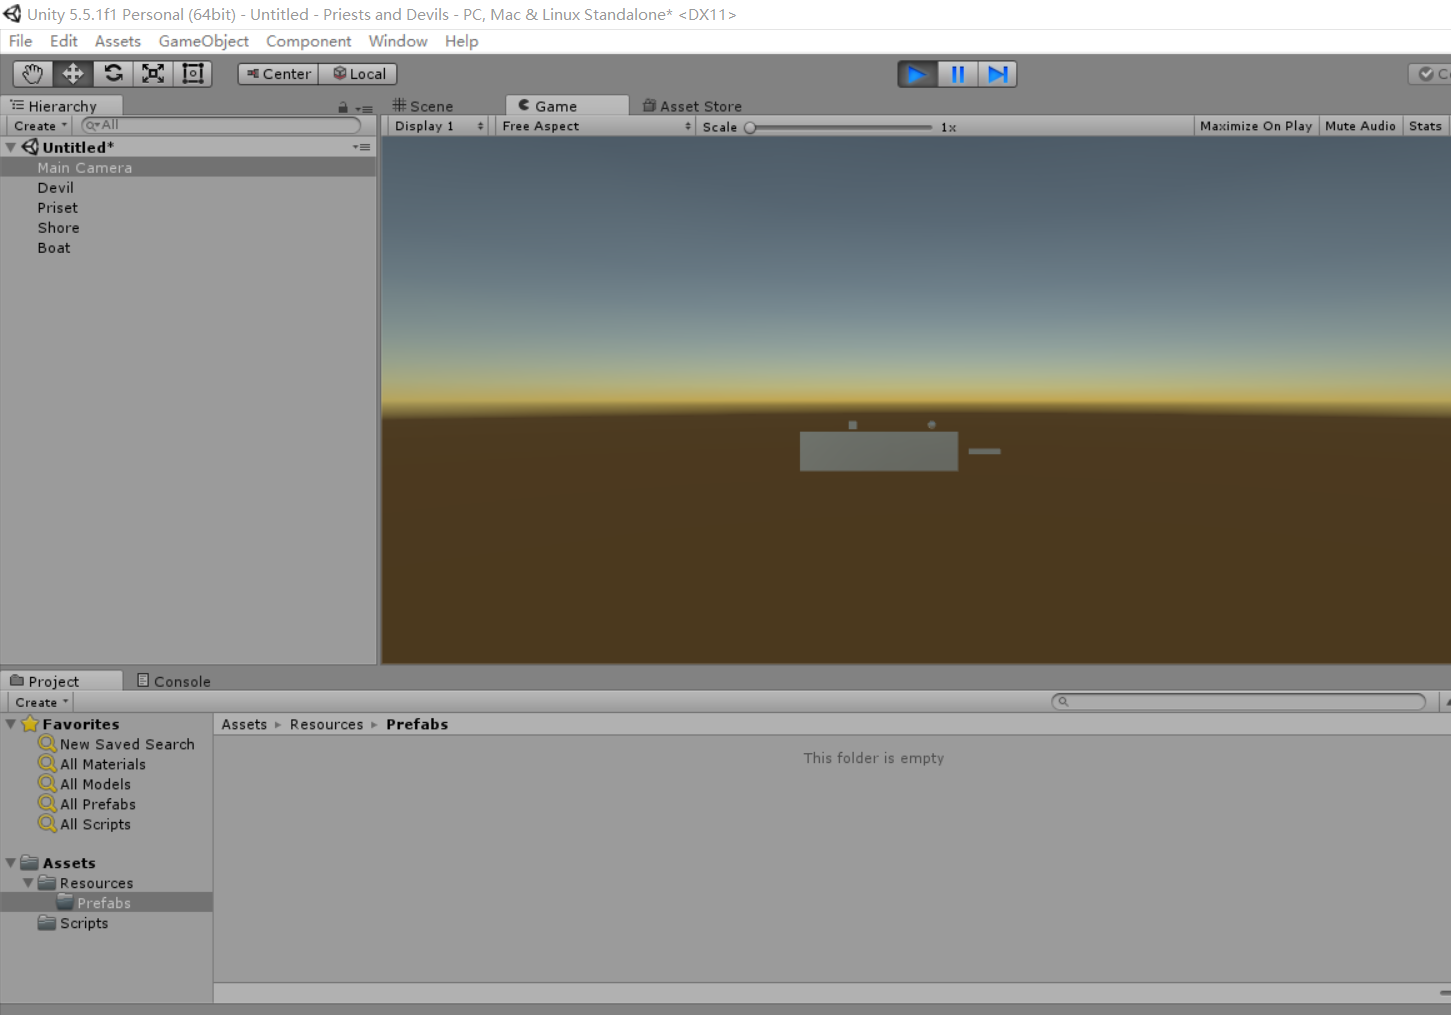 Unity 5.5.1f1 Personal (64bit) - Untitled - Priests and Devils - PC, Mac & Linux Standalone* <DX11>
File Edit Assets GameObject Component Window Help
Center Local
Hierarchy Scene Game Asset Store
Create All Display 1 Free Aspect Scale 1x Maximize On Play Mute Audio Stats
Untitled*
Main Camera
Devil
Priset
Shore
Boat
Project Console
Create
Favorites Assets Resources Prefabs
New Saved Search
This folder is empty
All Materials
All Models
All Prefabs
All Scripts
Assets
Resources
Prefabs
Scripts